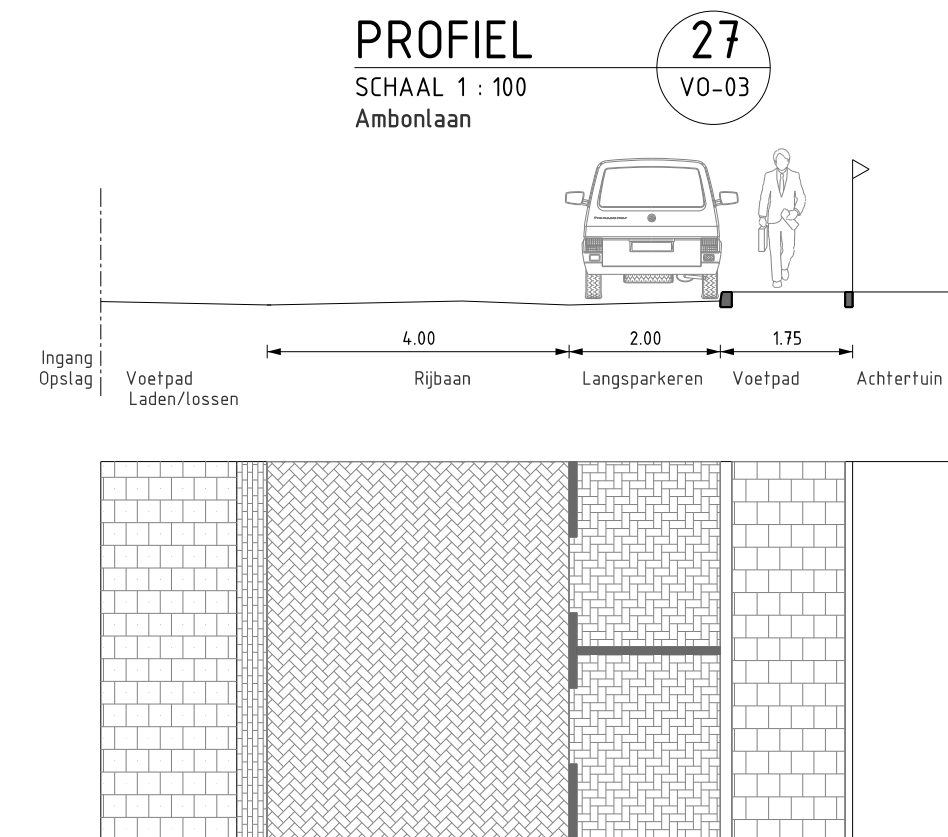 PROFIEL
27
SCHAAL 1 : 100
VO-03
Ambonlaan
4.00
2.00
1.75
Ingang
Opslag
Voetpad
Laden/lossen
Rijbaan
Langsparkeren
Voetpad
Achtertuin